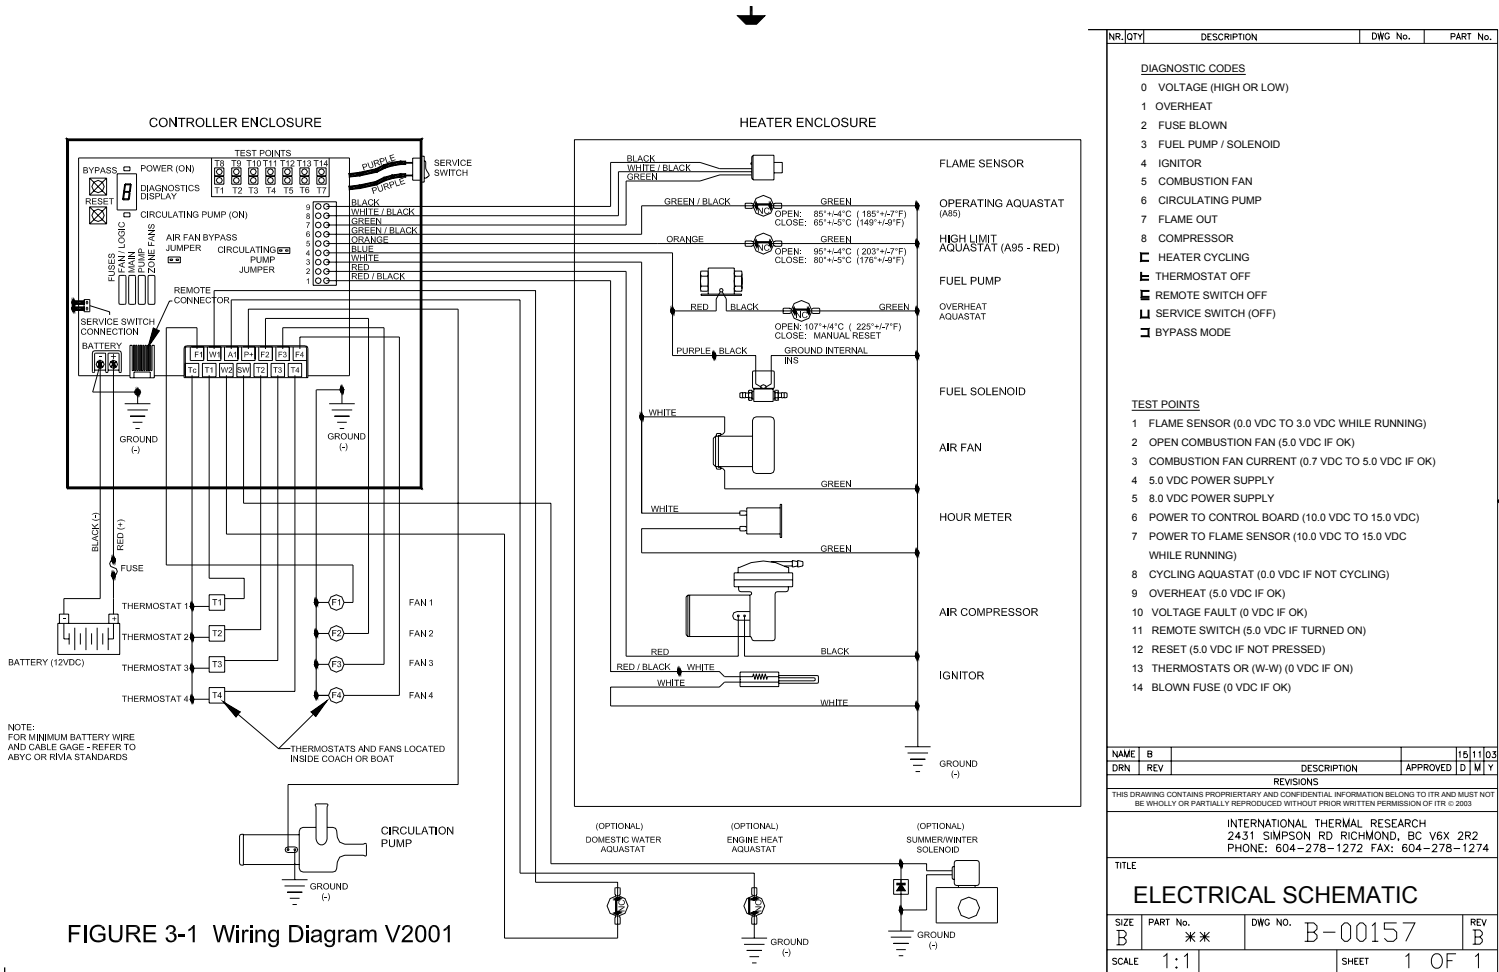 CONTROLLER ENCLOSURE
TEST POINTS
T8 T9 T10 T11 T12 T13 T14
T1 T2 T3 T4 T5 T6 T7
BYPASS
POWER (ON)
8
DIAGNOSTICS
DISPLAY
RESET
CIRCULATING PUMP (ON)
PURPLE
PURPLE
SERVICE
SWITCH
AIR FAN BYPASS
JUMPER
CIRCULATING
PUMP
JUMPER
FUSES
FAN / LOGIC
MAIN
PUMP
ZONE FANS
9 BLACK
8 WHITE / BLACK
7 GREEN
6 GREEN / BLACK
5 ORANGE
4 BLUE
3 WHITE
2 RED
1 RED / BLACK
REMOTE
CONNECTOR
SERVICE SWITCH
CONNECTION
BATTERY
- +
F1 W1 A1 P+ F2 F3 F4
Tc T1 W2 SW T2 T3 T4
GROUND
(-)
GROUND
(-)
BLACK (-)
RED (+)
FUSE
- +
BATTERY (12VDC)
THERMOSTAT 1 T1 F1 FAN 1
THERMOSTAT 2 T2 F2 FAN 2
THERMOSTAT 3 T3 F3 FAN 3
THERMOSTAT 4 T4 F4 FAN 4
NOTE:
FOR MINIMUM BATTERY WIRE
AND CABLE GAGE - REFER TO
ABYC OR RIVIA STANDARDS
THERMOSTATS AND FANS LOCATED
INSIDE COACH OR BOAT
CIRCULATION
PUMP
GROUND
(-)
FIGURE 3-1 Wiring Diagram V2001
HEATER ENCLOSURE
BLACK
WHITE / BLACK
GREEN
FLAME SENSOR
GREEN / BLACK
NC
GREEN
OPEN: 85°+/-4°C ( 185°+/-7°F)
CLOSE: 65°+/-5°C (149°+/-9°F)
OPERATING AQUASTAT
(A85)
ORANGE
NC
GREEN
OPEN: 95°+/-4°C ( 203°+/-7°F)
CLOSE: 80°+/-5°C (176°+/-9°F)
HIGH LIMIT
AQUASTAT (A95 - RED)
FUEL PUMP
RED BLACK
NC
GREEN
OPEN: 107°+/4°C ( 225°+/-7°F)
CLOSE: MANUAL RESET
OVERHEAT
AQUASTAT
PURPLE BLACK
GROUND INTERNAL
INS
FUEL SOLENOID
WHITE
AIR FAN
GREEN
WHITE
HOUR METER
GREEN
AIR COMPRESSOR
RED
BLACK
RED / BLACK WHITE
WHITE
IGNITOR
WHITE
GROUND
(-)
(OPTIONAL)
DOMESTIC WATER
AQUASTAT
NC
(OPTIONAL)
ENGINE HEAT
AQUASTAT
NC
GROUND
(-)
(OPTIONAL)
SUMMER/WINTER
SOLENOID
GROUND
(-)
NR. QTY DESCRIPTION DWG No. PART No.
DIAGNOSTIC CODES
0 VOLTAGE (HIGH OR LOW)
1 OVERHEAT
2 FUSE BLOWN
3 FUEL PUMP / SOLENOID
4 IGNITOR
5 COMBUSTION FAN
6 CIRCULATING PUMP
7 FLAME OUT
8 COMPRESSOR
HEATER CYCLING
THERMOSTAT OFF
REMOTE SWITCH OFF
SERVICE SWITCH (OFF)
BYPASS MODE
TEST POINTS
1 FLAME SENSOR (0.0 VDC TO 3.0 VDC WHILE RUNNING)
2 OPEN COMBUSTION FAN (5.0 VDC IF OK)
3 COMBUSTION FAN CURRENT (0.7 VDC TO 5.0 VDC IF OK)
4 5.0 VDC POWER SUPPLY
5 8.0 VDC POWER SUPPLY
6 POWER TO CONTROL BOARD (10.0 VDC TO 15.0 VDC)
7 POWER TO FLAME SENSOR (10.0 VDC TO 15.0 VDC
WHILE RUNNING)
8 CYCLING AQUASTAT (0.0 VDC IF NOT CYCLING)
9 OVERHEAT (5.0 VDC IF OK)
10 VOLTAGE FAULT (0 VDC IF OK)
11 REMOTE SWITCH (5.0 VDC IF TURNED ON)
12 RESET (5.0 VDC IF NOT PRESSED)
13 THERMOSTATS OR (W-W) (0 VDC IF ON)
14 BLOWN FUSE (0 VDC IF OK)
NAME B 15 11 03
DRN REV DESCRIPTION APPROVED D M Y
REVISIONS
THIS DRAWING CONTAINS PROPRIERTARY AND CONFIDENTIAL INFORMATION BELONG TO ITR AND MUST NOT
BE WHOLLY OR PARTIALLY REPRODUCED WITHOUT PRIOR WRITTEN PERMISSION OF ITR © 2003
INTERNATIONAL THERMAL RESEARCH
2431 SIMPSON RD RICHMOND, BC V6X 2R2
PHONE: 604-278-1272 FAX: 604-278-1274
TITLE
ELECTRICAL SCHEMATIC
SIZE PART No. DWG NO. REV
B ** B-00157 B
SCALE 1:1 SHEET 1 OF 1